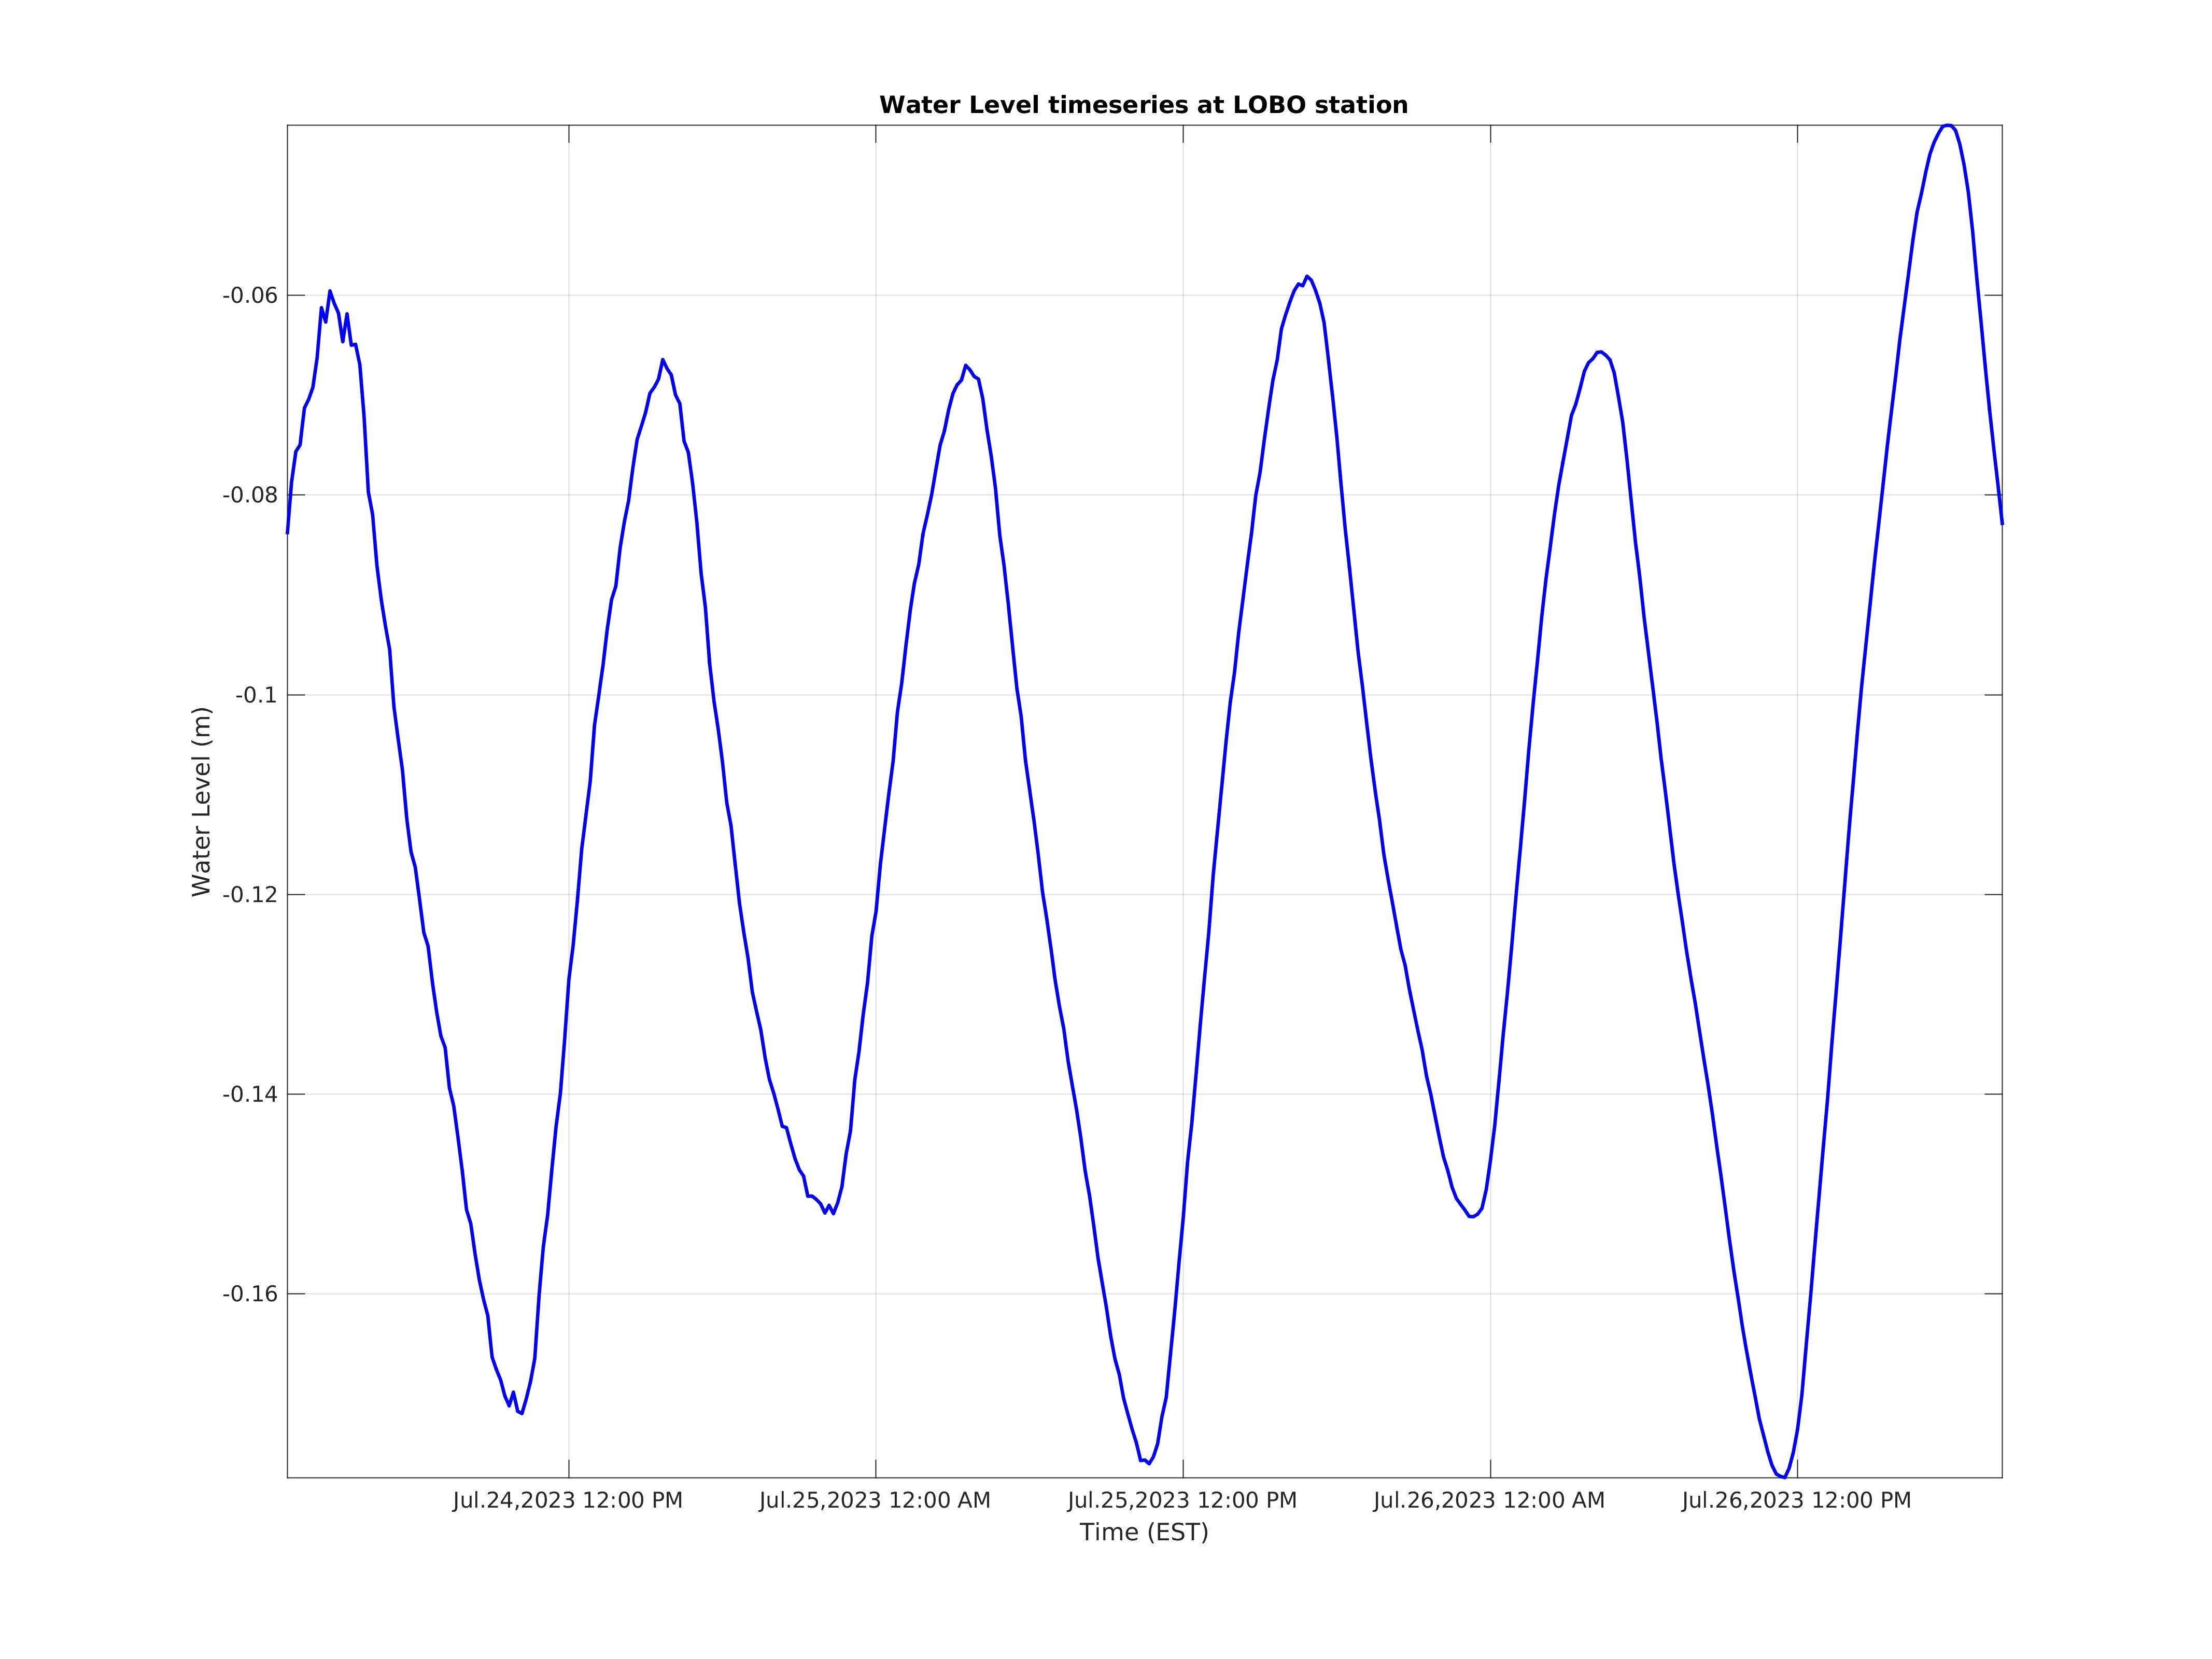 Water Level timeseries at LOBO station
-0.06
-0.08
-0.1
-0.12
-0.14
-0.16
Water Level (m)
Jul.24,2023 12:00 PM
Jul.25,2023 12:00 AM
Jul.25,2023 12:00 PM
Jul.26,2023 12:00 AM
Jul.26,2023 12:00 PM
Time (EST)